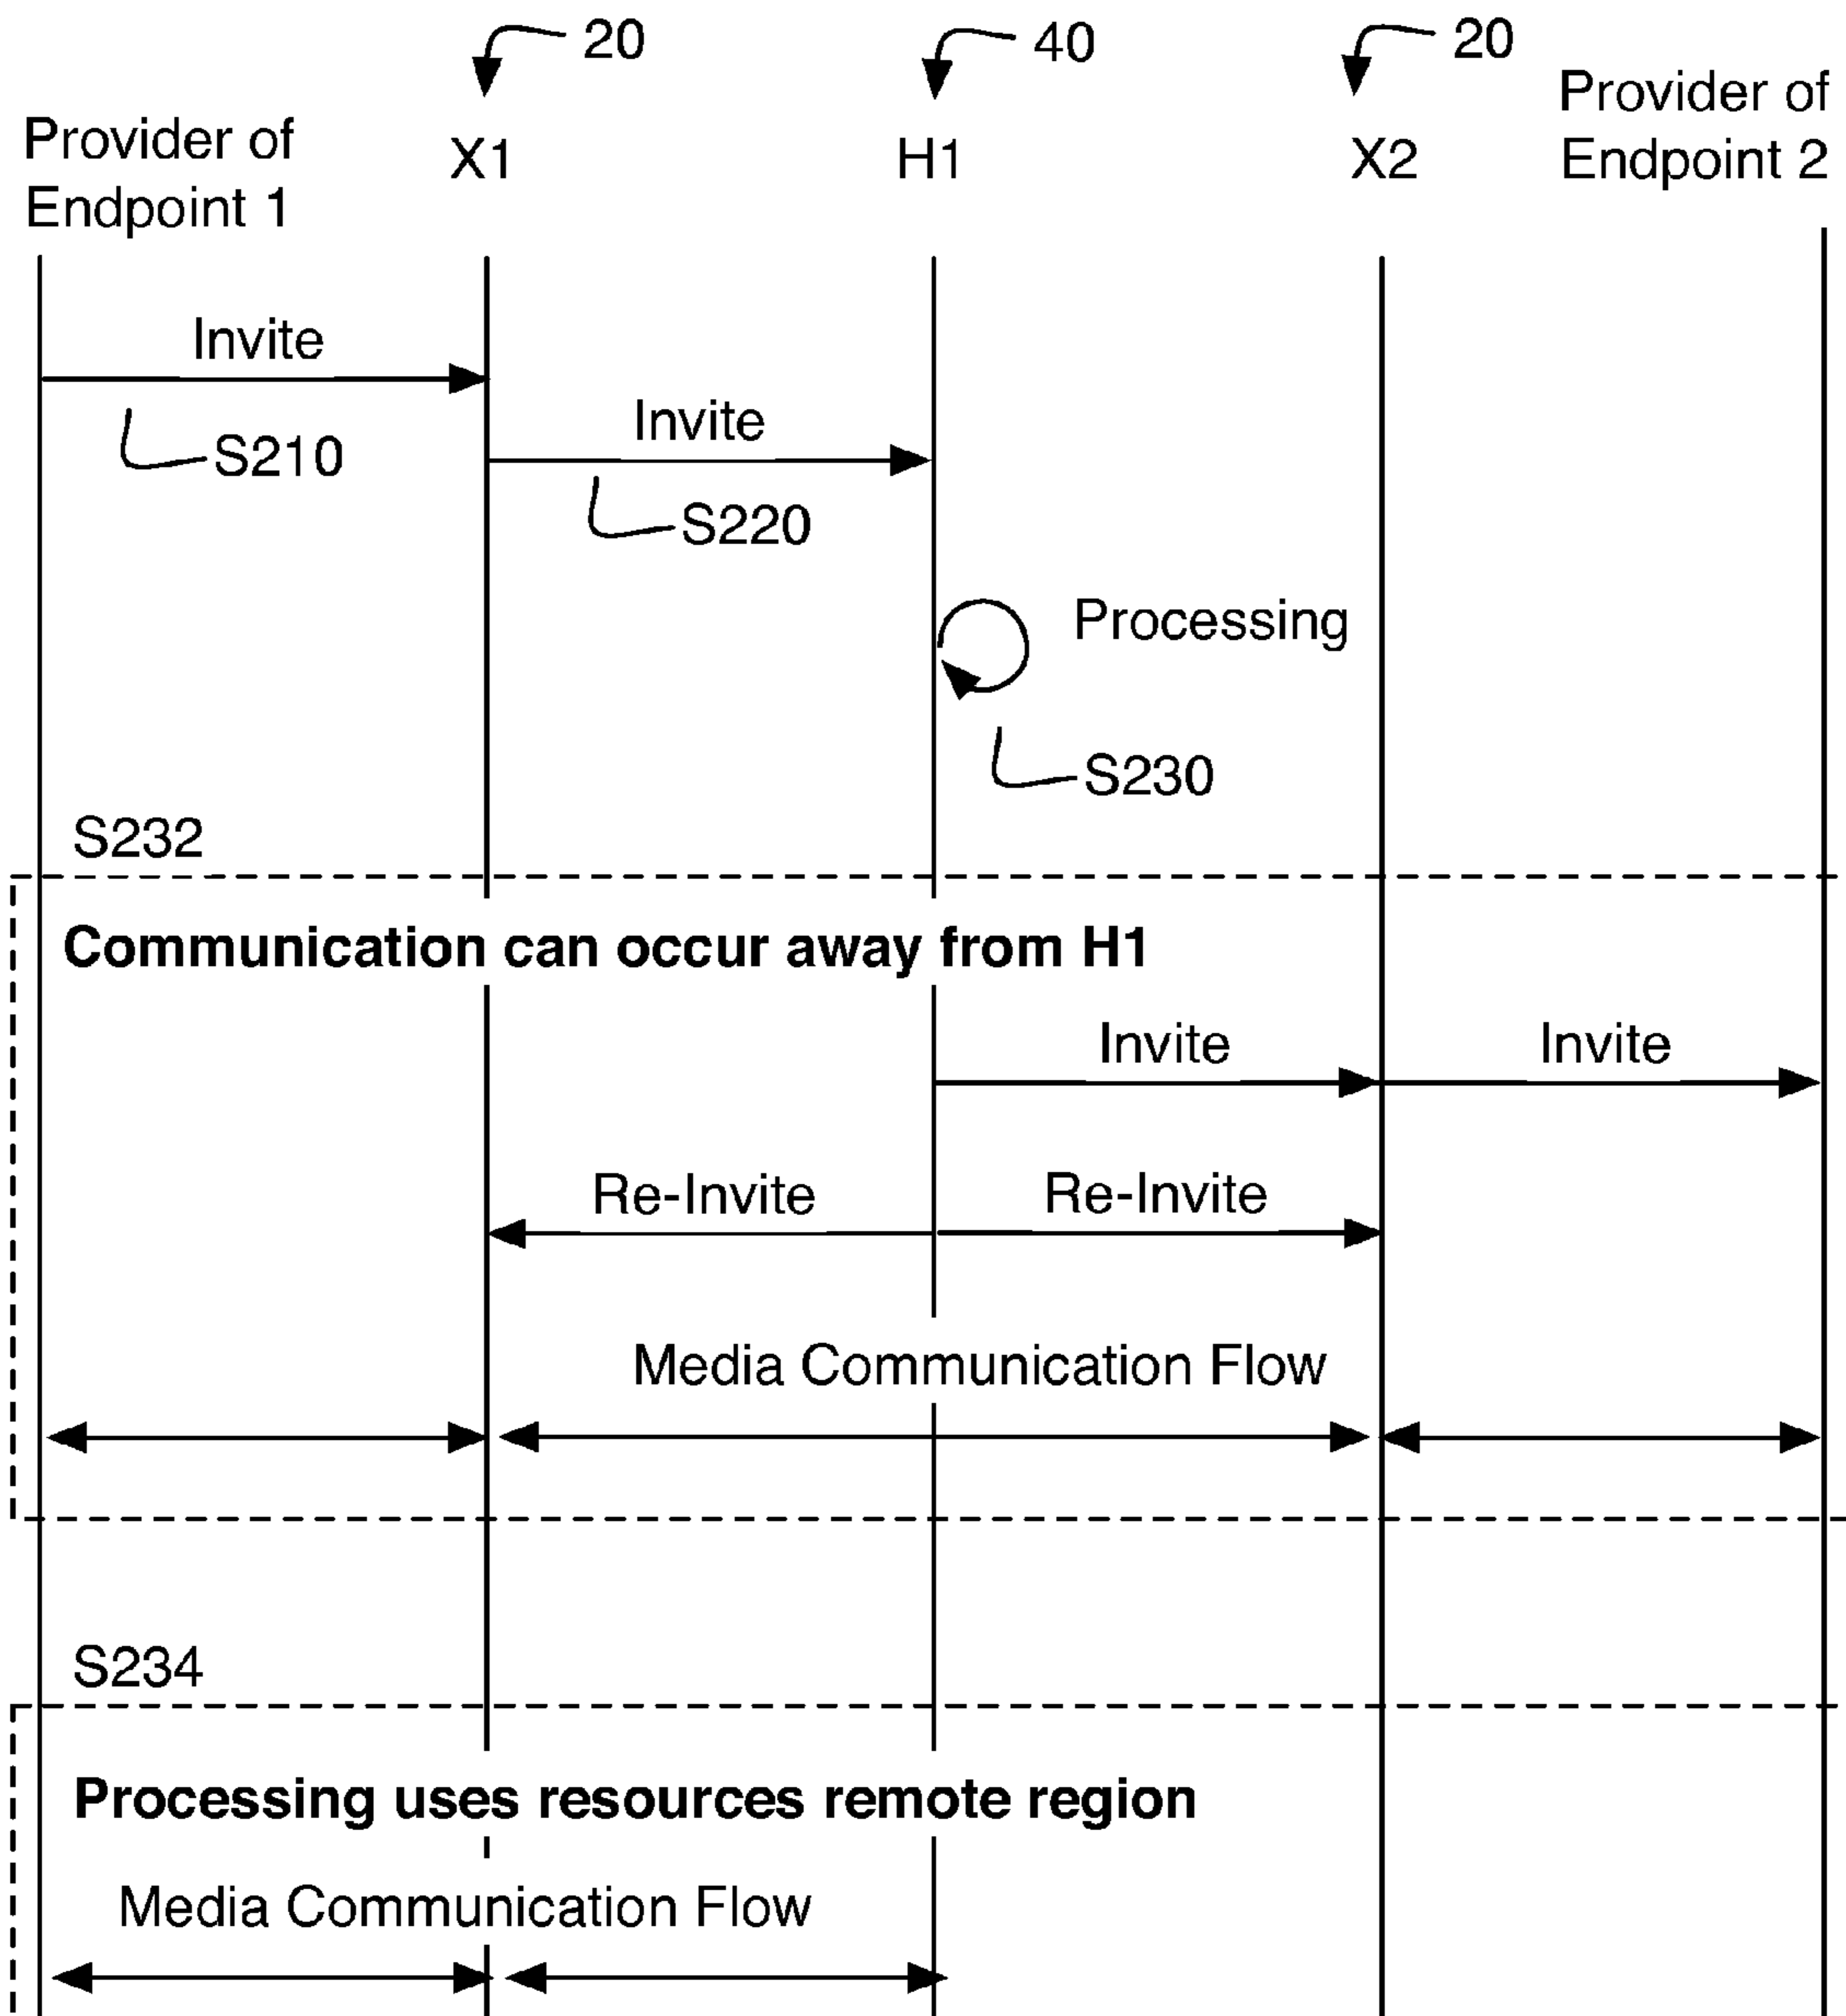 20
40
20
Provider of
Endpoint 1
X1
H1
X2
Provider of
Endpoint 2
Invite
S210
Invite
S220
Processing
S230
S232
Communication can occur away from H1
Invite
Invite
Re-Invite
Re-Invite
Media Communication Flow
S234
Processing uses resources remote region
Media Communication Flow